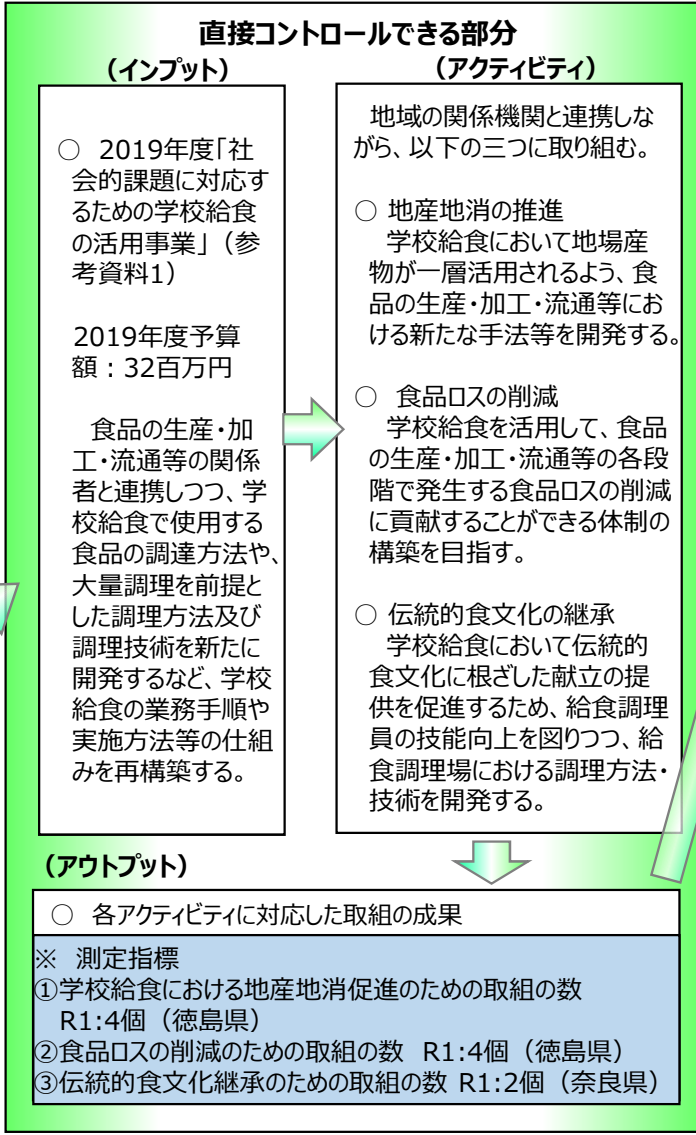 直接コントロールできる部分
(インプット)
○ 2019年度「社
会的課題に対応す
るための学校給食
の活用事業」(参
考資料1)
2019年度予算
額：32百万円
食品の生産・加
工・流通等の関係
者と連携しつつ、学
校給食で使用する
食品の調達方法や、
大量調理を前提と
した調理方法及び
調理技術を新たに
開発するなど、学校
給食の業務手順や
実施方法等の仕組
みを再構築する。
(アクティビティ)
地域の関係機関と連携しな
がら、以下の三つに取り組む。
○ 地産地消の推進
学校給食において地場産
物が一層活用されるよう、食
品の生産・加工・流通等にお
ける新たな手法等を開発する。
○ 食品ロスの削減
学校給食を活用して、食品
の生産・加工・流通等の各段
階で発生する食品ロスの削減
に貢献することができる体制の
構築を目指す。
○ 伝統的食文化の継承
学校給食において伝統的
食文化に根ざした献立の提
供を促進するため、給食調理
員の技能向上を図りつつ、給
食調理場における調理方法・
技術を開発する。
(アウトプット)
○ 各アクティビティに対応した取組の成果
※ 測定指標
①学校給食における地産地消促進のための取組の数
R1:4個（徳島県）
②食品ロスの削減のための取組の数 R1:4個（徳島県）
③伝統的食文化継承のための取組の数 R1:2個（奈良県）